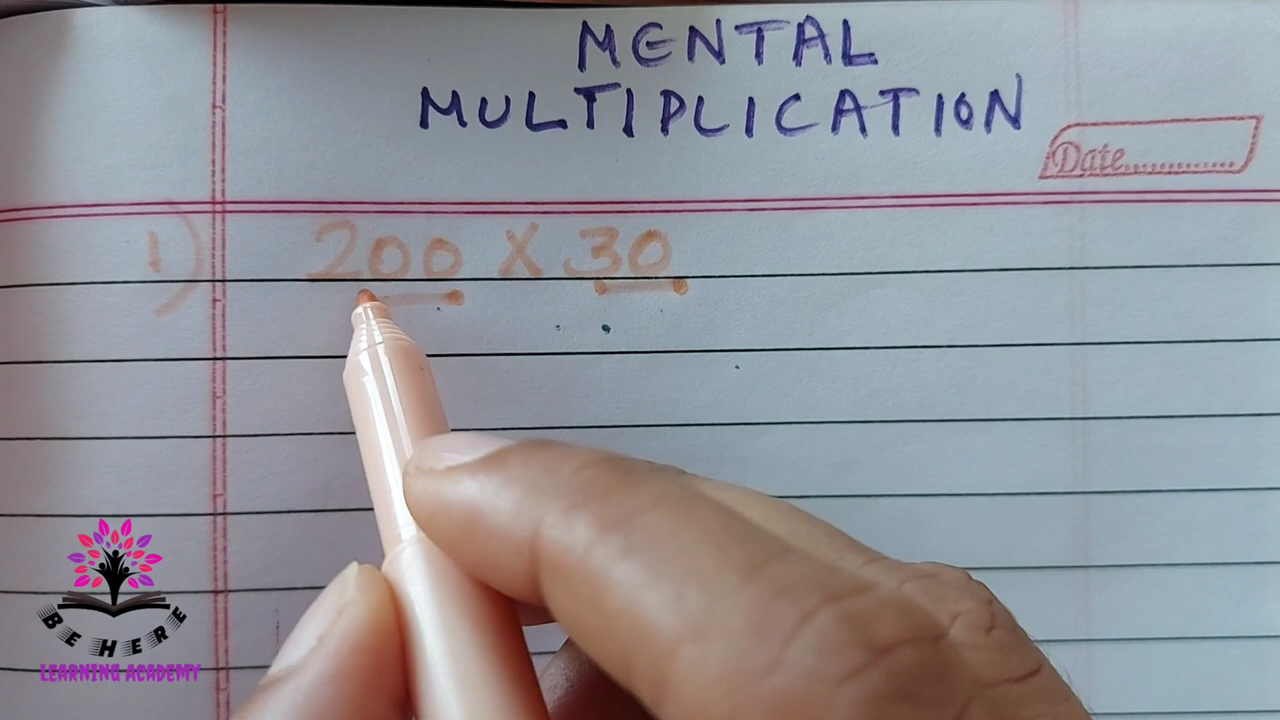 MENTAL
MULTIPLICATION
Date..............
1) 200 X 30
BE HERE
LEARNING ACADEMY